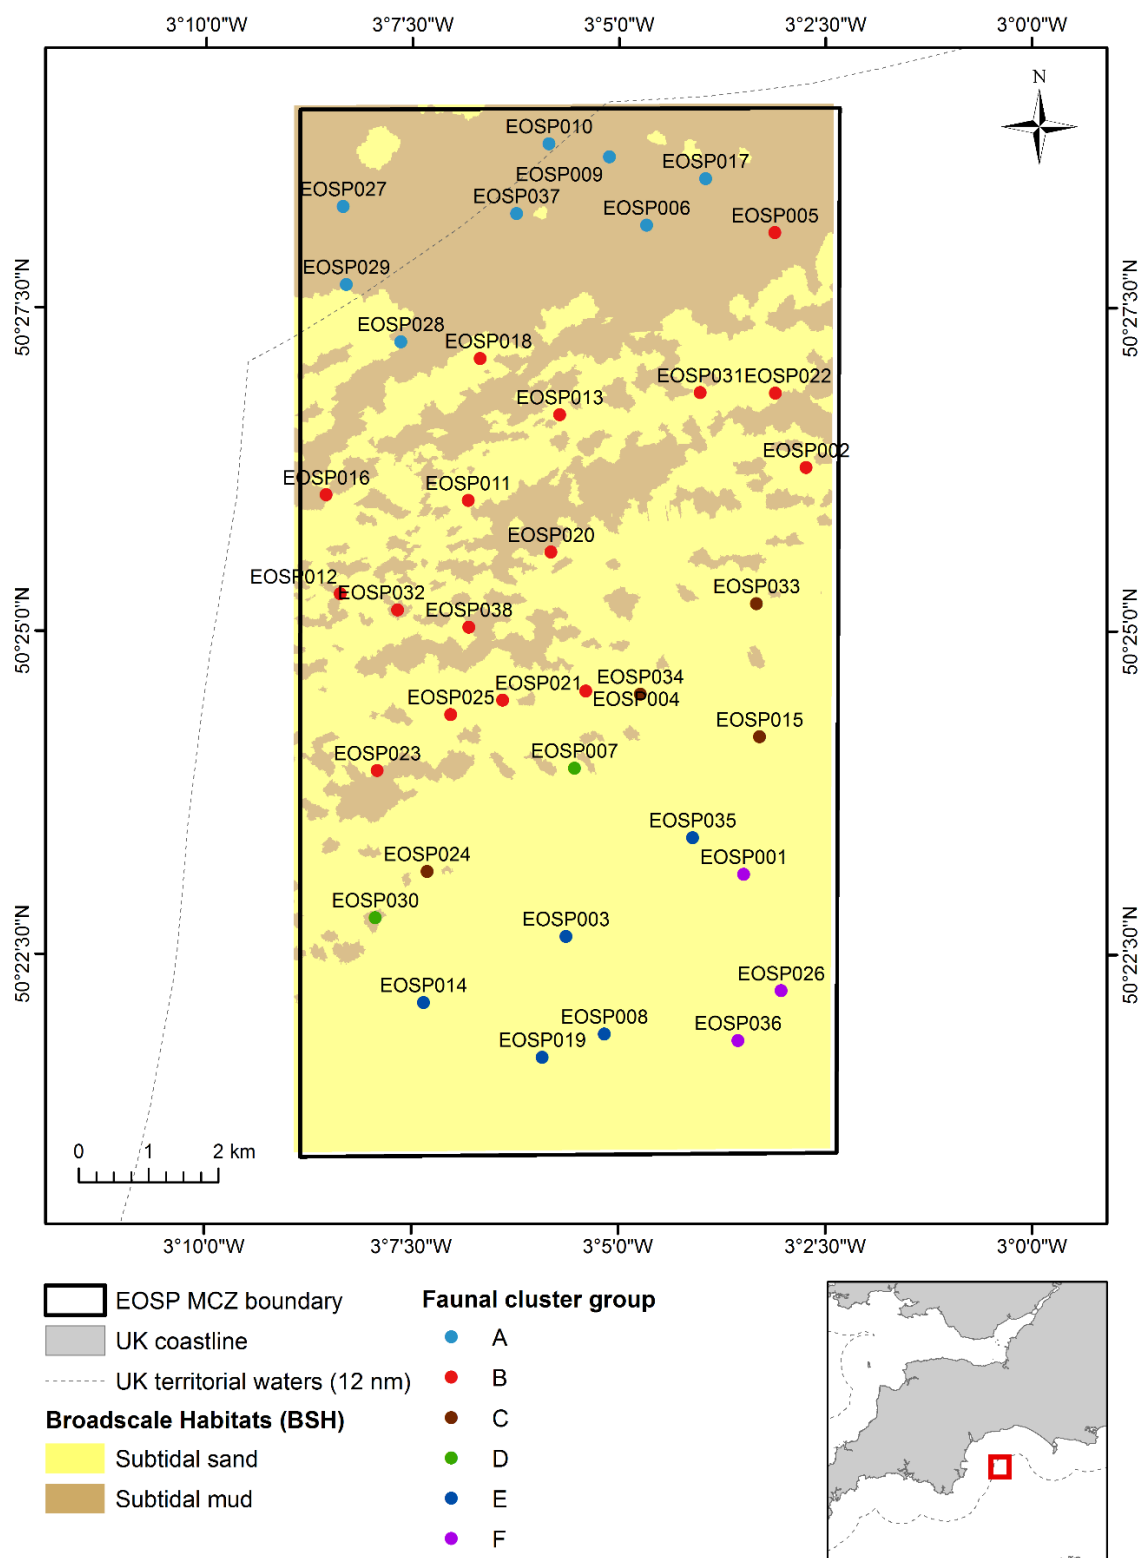 3°10'0"W 3°7'30"W 3°5'0"W 3°2'30"W 3°0'0"W
N
EOSP010
EOSP009
EOSP017
EOSP027
EOSP037
EOSP006
EOSP005
EOSP029
50°27'30"N
50°27'30"N
EOSP028
EOSP018
EOSP031
EOSP022
EOSP013
EOSP002
EOSP016
EOSP011
EOSP020
EOSP012
EOSP032
EOSP033
EOSP038
50°25'0"N
50°25'0"N
EOSP034
EOSP021
EOSP025
EOSP004
EOSP015
EOSP007
EOSP023
EOSP035
EOSP024
EOSP001
EOSP030
EOSP003
50°22'30"N
50°22'30"N
EOSP026
EOSP014
EOSP008
EOSP036
EOSP019
0 1 2 km
3°10'0"W 3°7'30"W 3°5'0"W 3°2'30"W 3°0'0"W
EOSP MCZ boundary
UK coastline
UK territorial waters (12 nm)
Broadscale Habitats (BSH)
Subtidal sand
Subtidal mud
Faunal cluster group
A
B
C
D
E
F